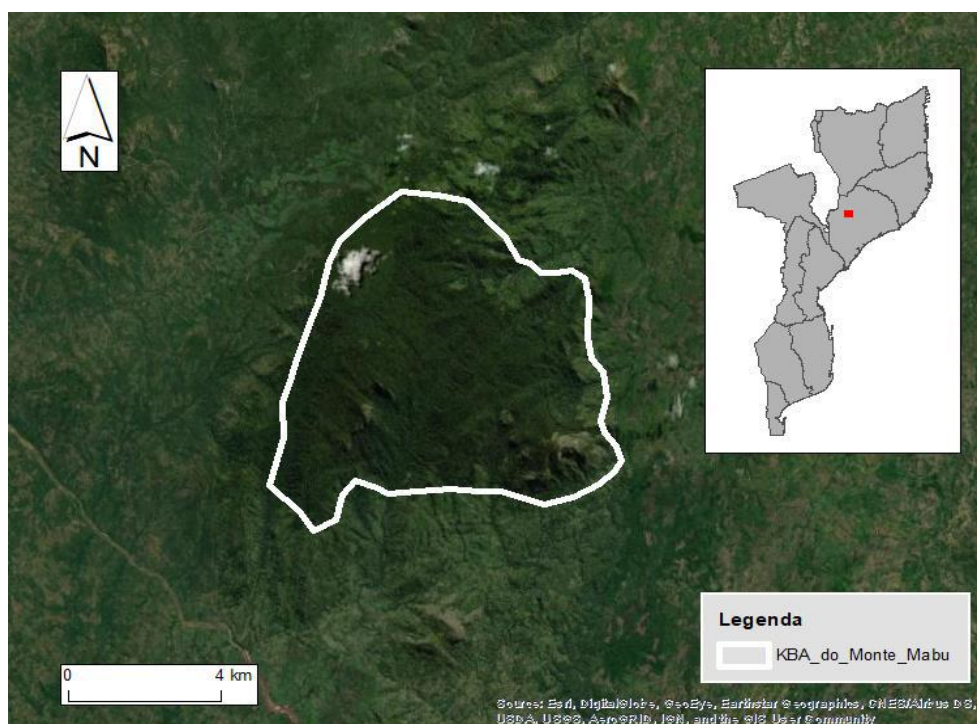 N
Legenda
KBA_do_Monte_Mabu
0 4 km
Source: Esri, DigitalGlobe, GeoEye, Earthstar Geographics, CNES/Airbus DS,
USDA, USGS, AeroGRID, IGN, and the GIS User Community